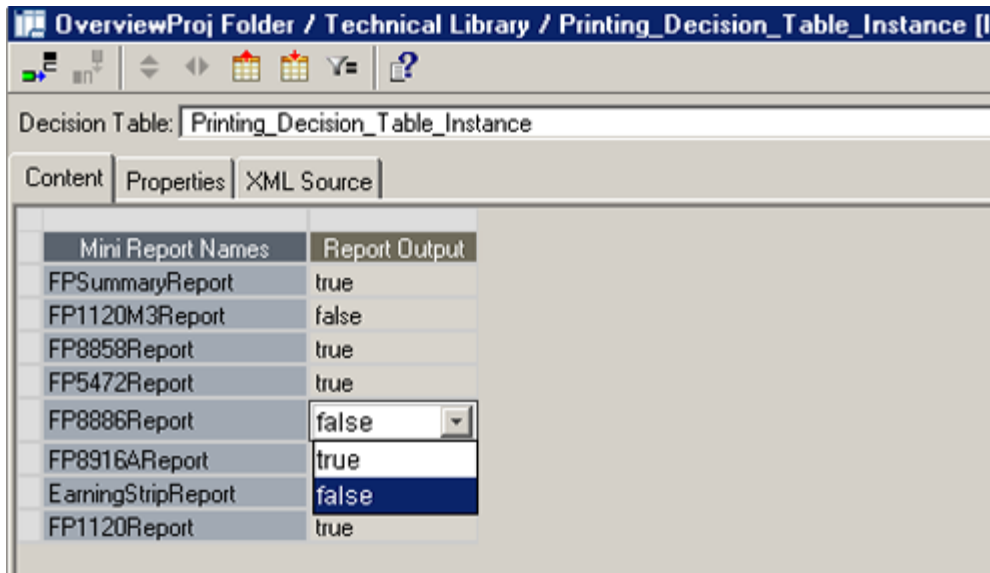 OverviewProj Folder / Technical Library / Printing_Decision_Table_Instance [
Decision Table: Printing_Decision_Table_Instance
Content Properties XML Source
Mini Report Names Report Output
FPSummaryReport true
FP1120M3Report false
FP8858Report true
FP5472Report true
FP8886Report false
FP8916AReport true
EarningStripReport false
FP1120Report true